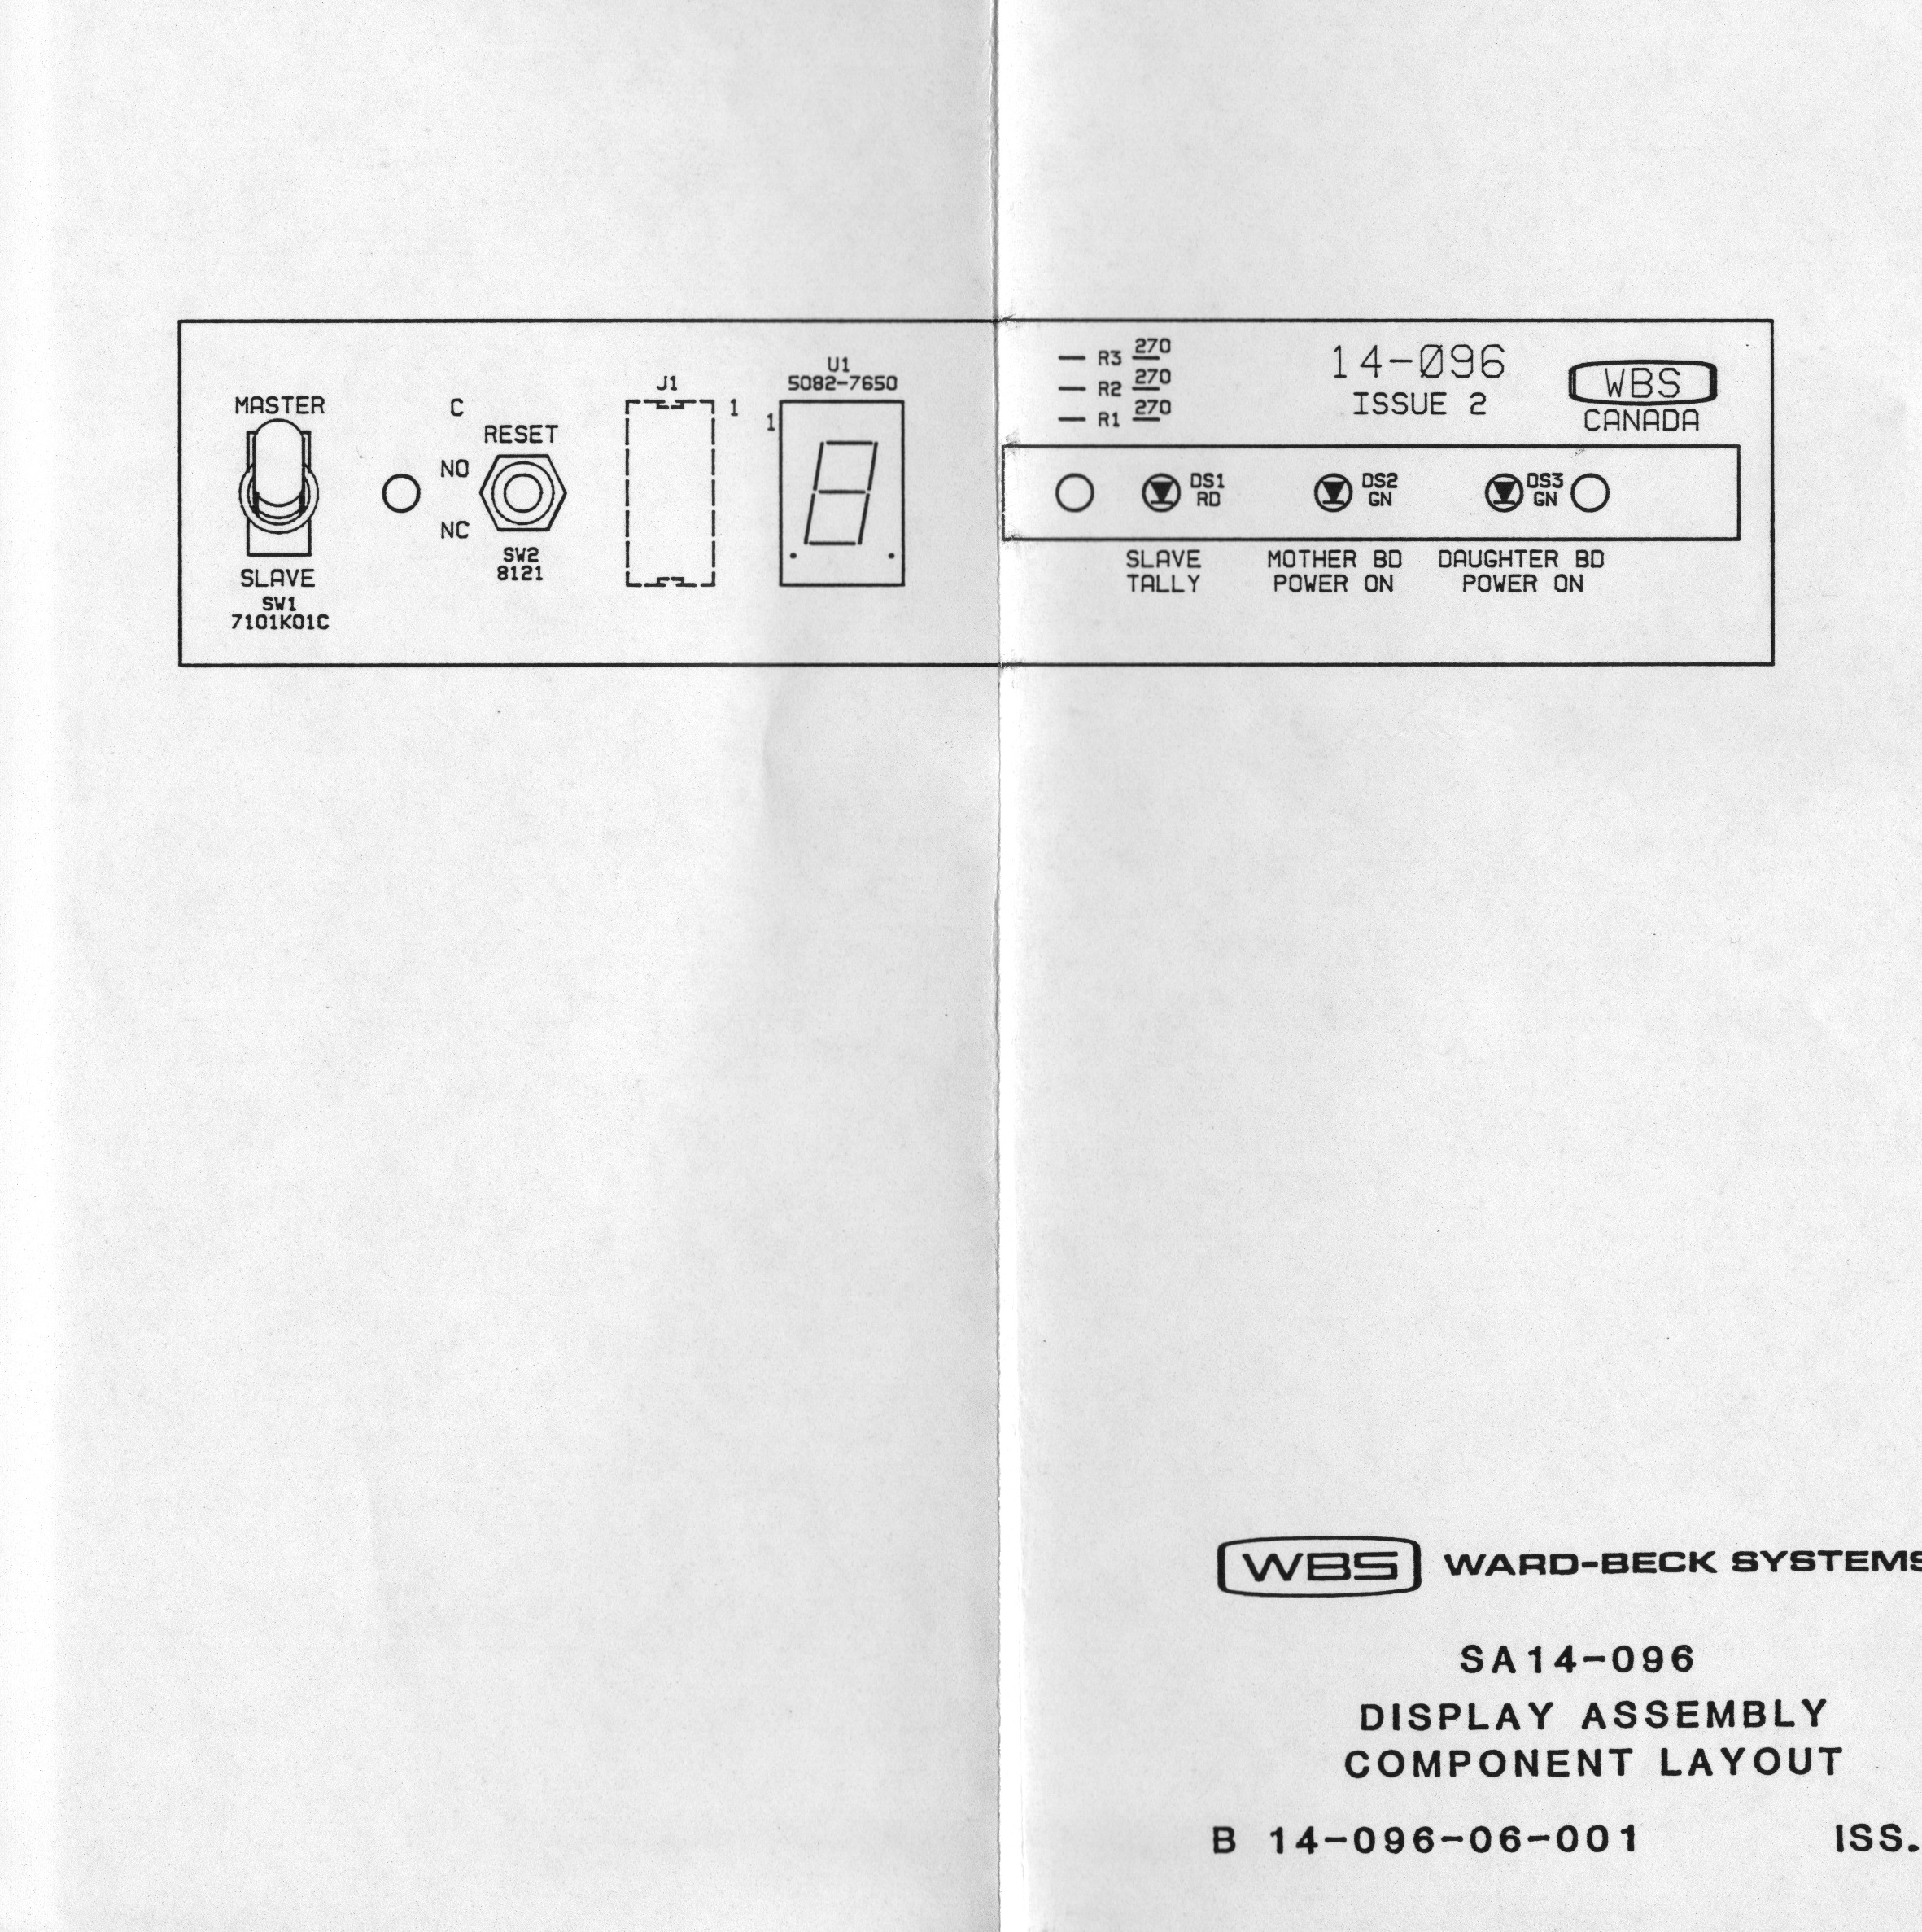 MASTER
SLAVE
SW1
7101K01C
C
NO
NC
RESET
SW2
8121
J1
1
U1
5082-7650
1
R3 270
R2 270
R1 270
14-096
ISSUE 2
WBS
CANADA
DS1
RD
DS2
GN
DS3
GN
SLAVE
TALLY
MOTHER BD
POWER ON
DAUGHTER BD
POWER ON
WBS WARD-BECK SYSTEMS
SA14-096
DISPLAY ASSEMBLY
COMPONENT LAYOUT
B 14-096-06-001 ISS.